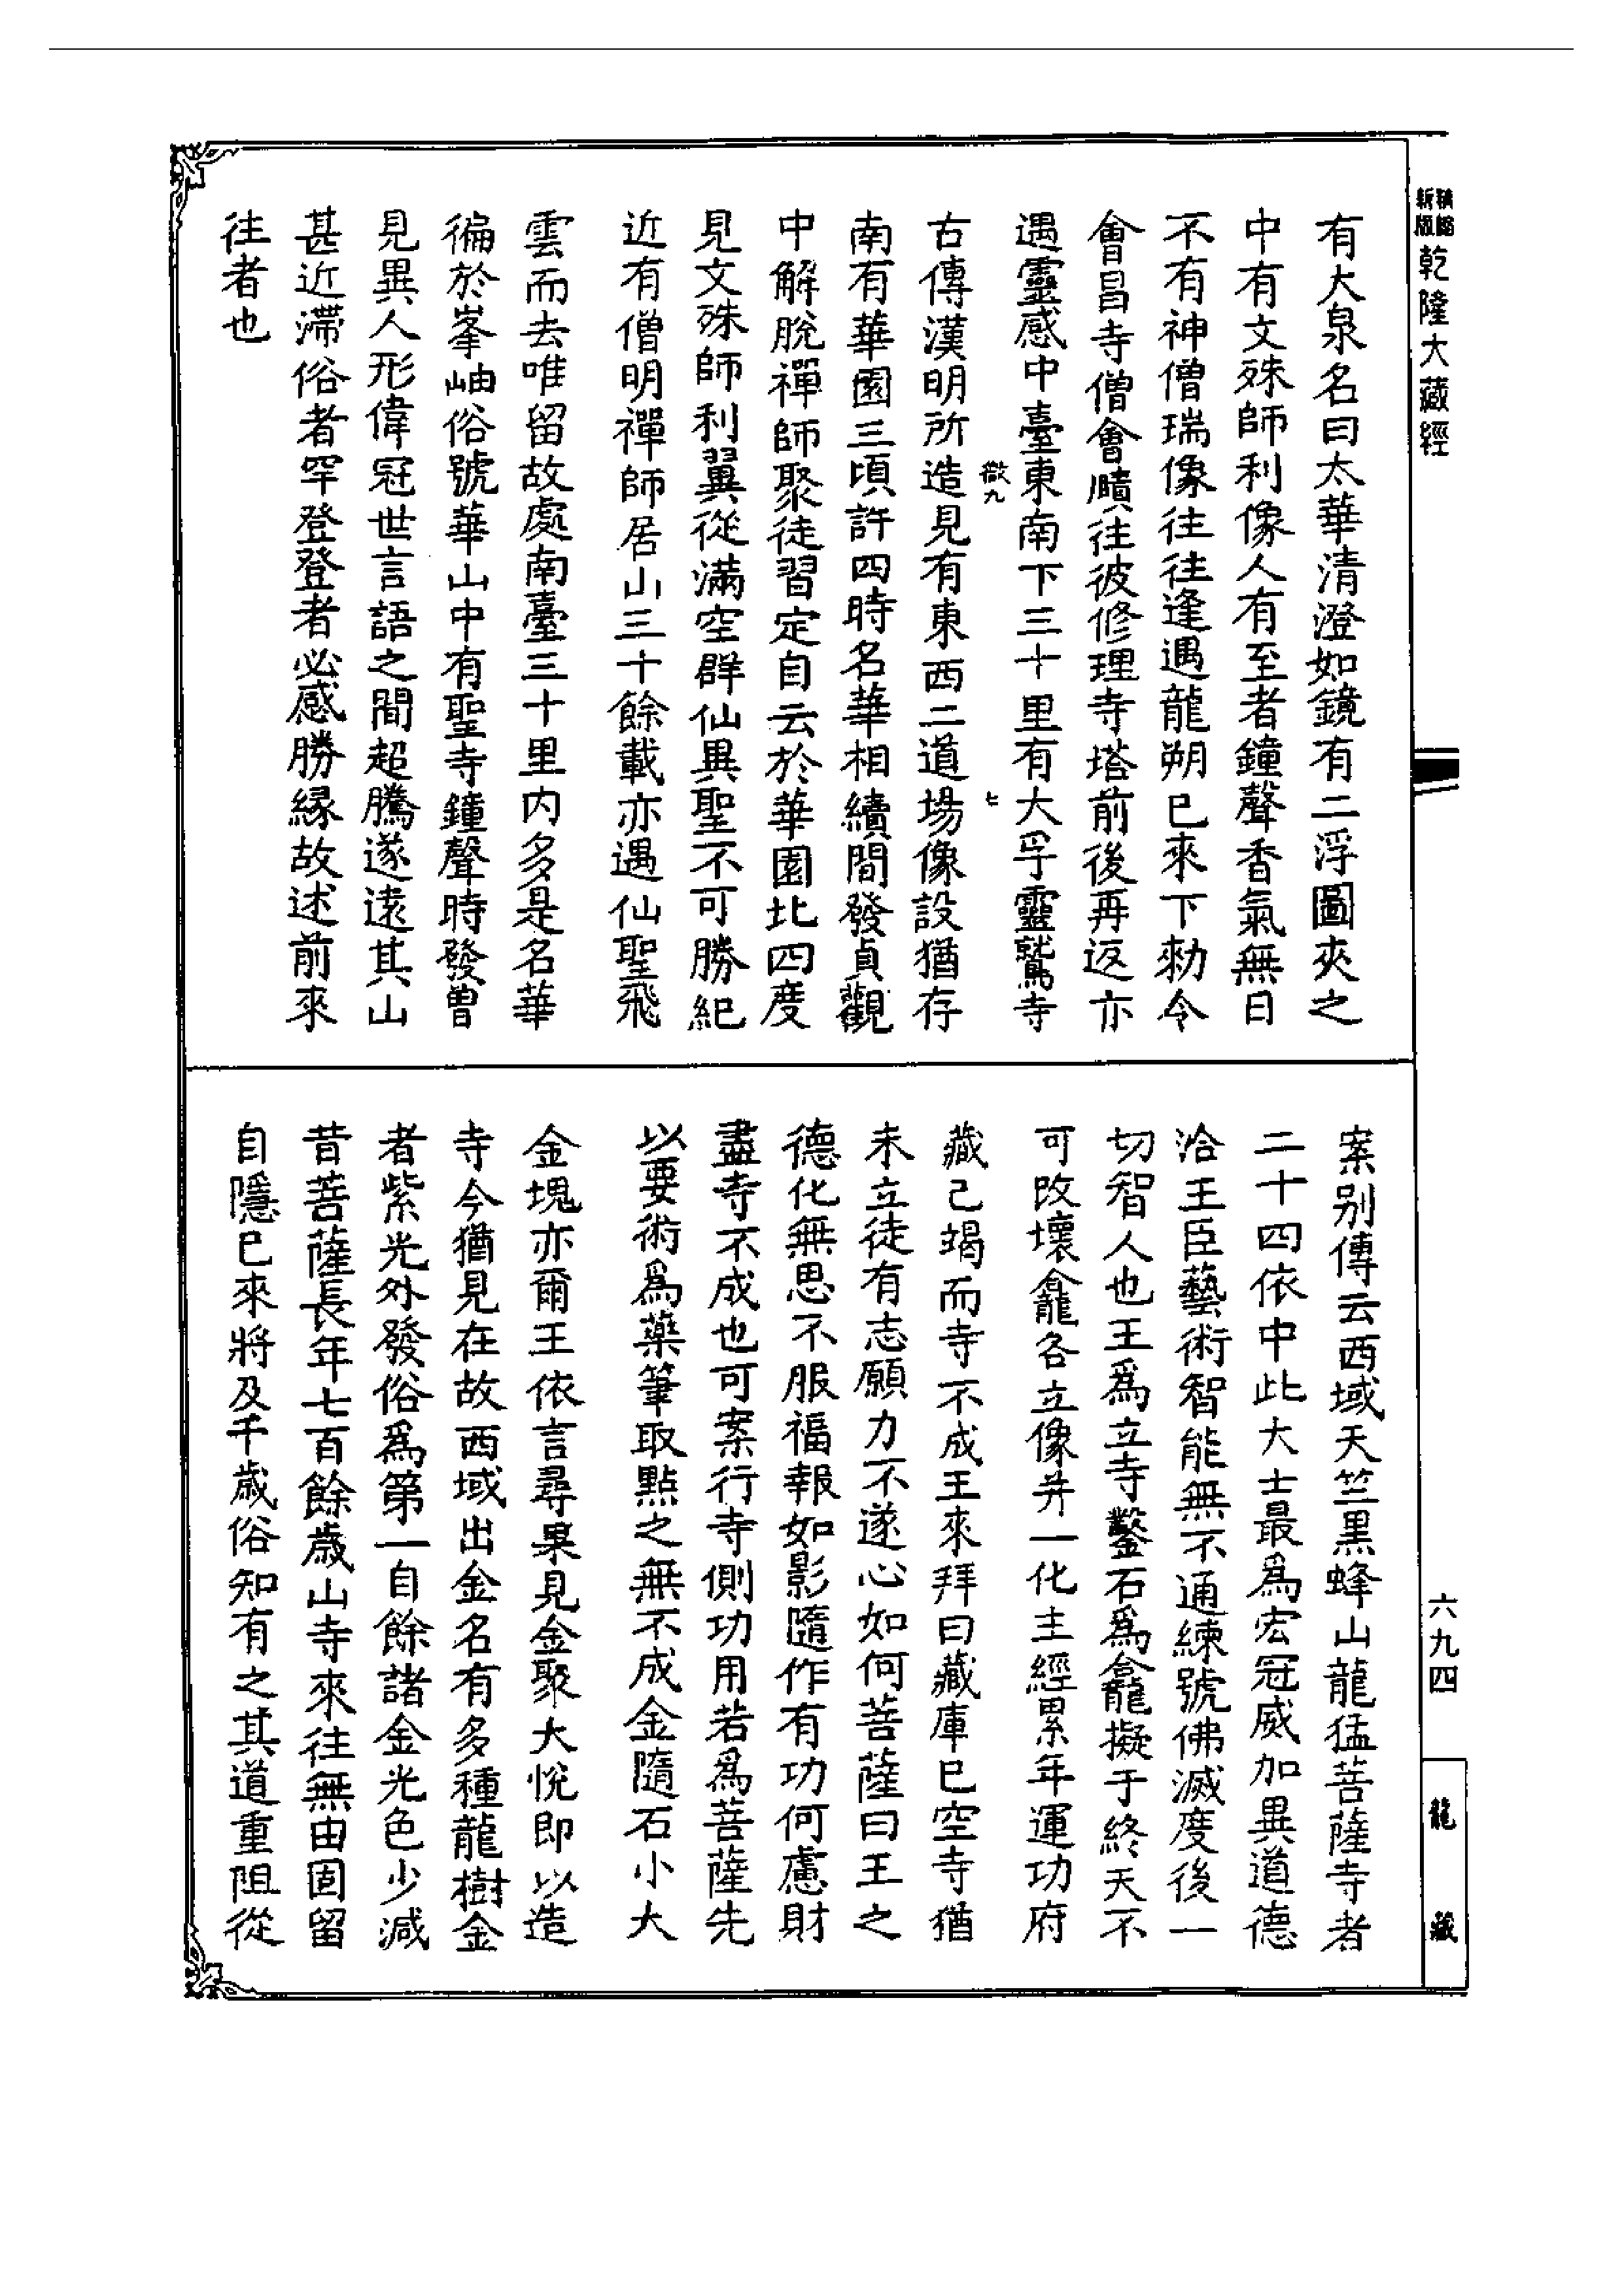 精縮
新版
乾隆大藏經
有大泉名曰太華清澄如鏡有二浮圖夾之
中有文殊師利像人有至者鐘聲香氣無日
不有神僧瑞像往往逢遇龍朔已來下勑令
會昌寺僧會賾往彼修理寺塔前後再返亦
遇靈感中臺東南下三十里有大孚靈鷲寺
古傳漢明所造見有東西二道場像設猶存
南有華園三頃許四時名華相續間發貞觀
中解脫禪師聚徒習定自云於華園北四度
見文殊師利翼從滿空群仙異聖不可勝紀
近有僧明禪師居山三十餘載亦遇仙聖飛
雲而去唯留故處南臺三十里内多是名華
徧於峯岫俗號華山中有聖寺鐘聲時發曾
見異人形偉冠世言語之間超騰遂遠其山
甚近滯俗者罕登登者必感勝緣故述前來
往者也
案别傳云西域天竺黑蜂山龍猛菩薩寺者
二十四依中此大士最爲宏冠威加異道德
洽王臣藝術智能無不通練號佛滅度後一
切智人也王爲立寺鑿石爲龕擬于終天不
可改壞龕各立像并一化主經累年運功府
藏已竭而寺不成王來拜曰藏庫已空寺猶
未立徒有志願力不遂心如何菩薩曰王之
德化無思不服福報如影隨作有功何慮財
盡寺不成也可案行寺側功用若爲菩薩先
以要術爲藥筆取點之無不成金隨石小大
金塊亦爾王依言尋果見金聚大悅即以造
寺今猶見在故西域出金名有多種龍樹金
者紫光外發俗爲第一自餘諸金光色少減
昔菩薩長年七百餘歲山寺來往無由固留
自隱已來將及千歲俗知有之其道重阻從
六九四
龍藏